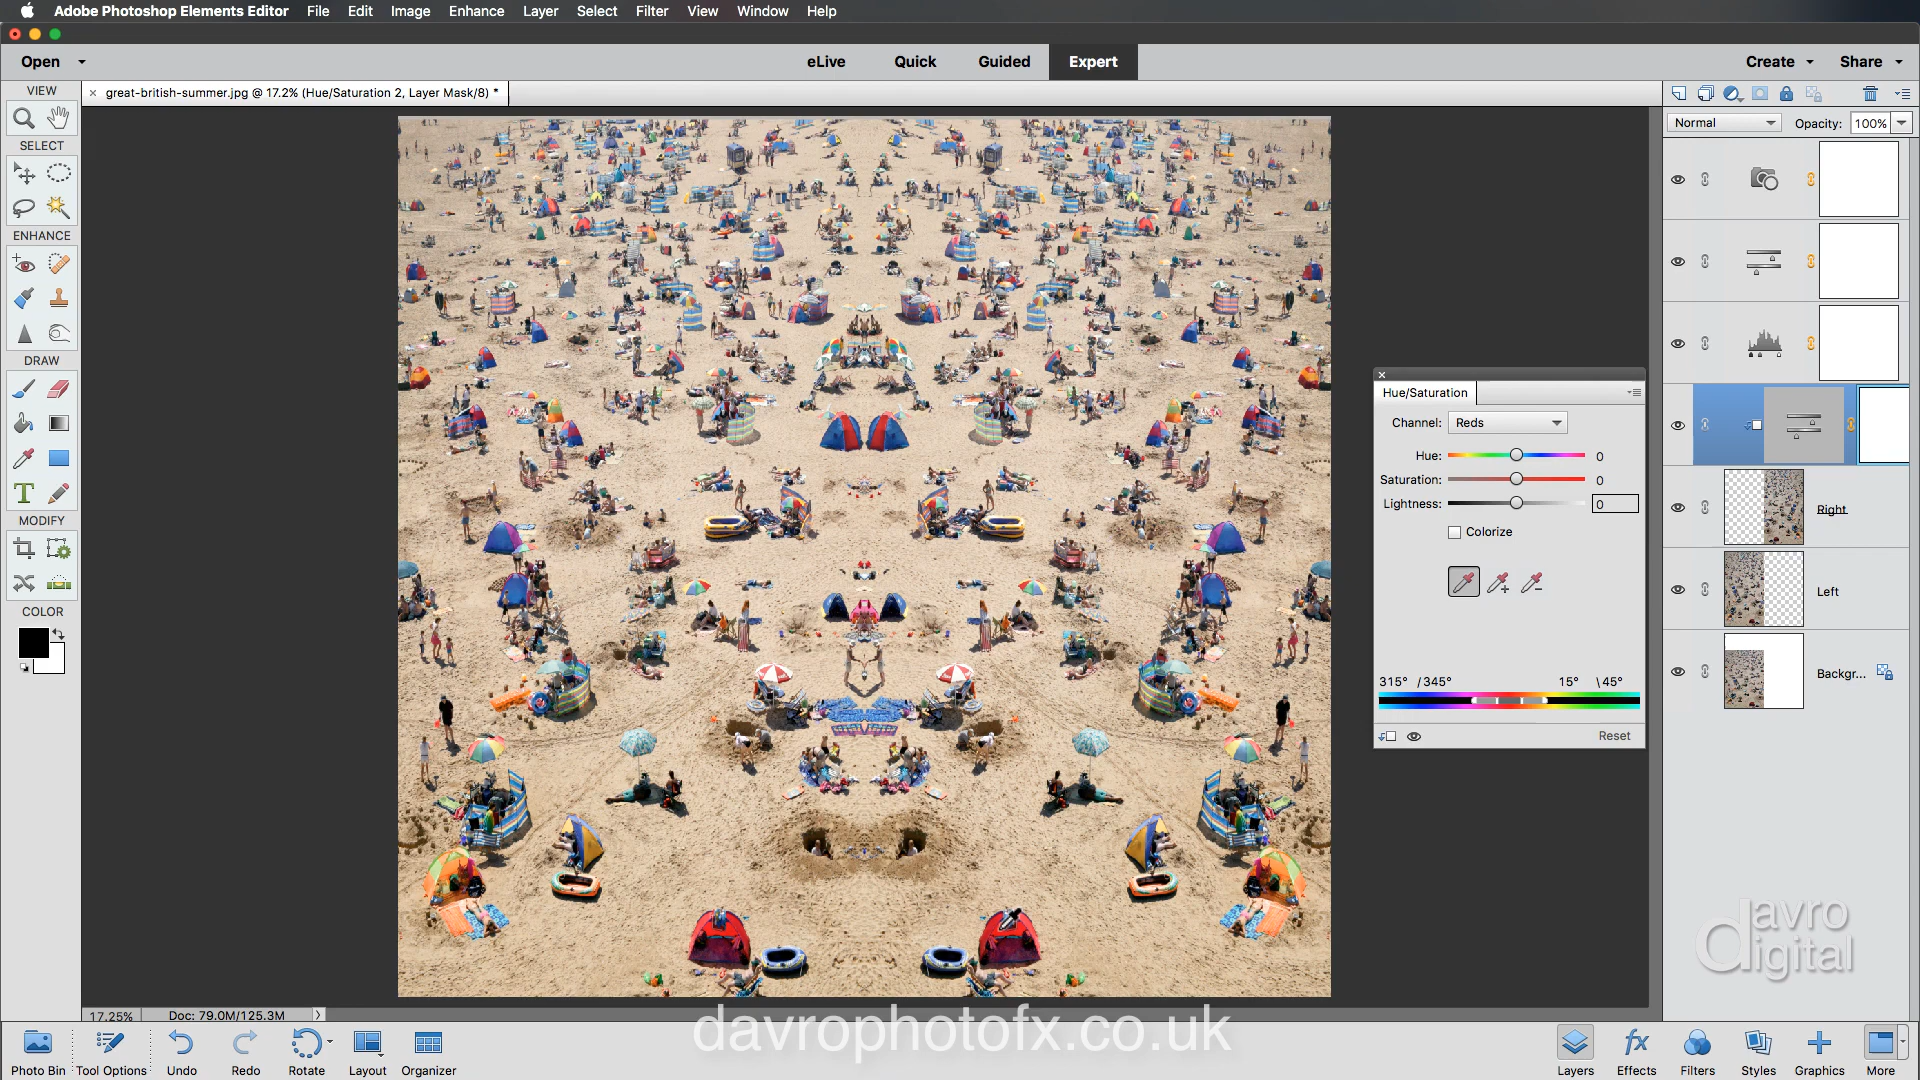 Adobe Photoshop Elements Editor File Edit Image Enhance Layer Select Filter View Window Help
Open eLive Quick Guided Expert Create Share
VIEW
× great-british-summer.jpg @ 17.2% (Hue/Saturation 2, Layer Mask/8) *
Normal Opacity: 100%
SELECT
ENHANCE
DRAW
T
MODIFY
COLOR
Hue/Saturation
Channel: Reds
Hue: 0
Saturation: 0
Lightness: 0
Colorize
315° / 345° 15° \ 45°
Reset
Right
Left
Backgr...
davro
digital
17.25% Doc: 79.0M/125.3M
davrophotofx.co.uk
Photo Bin Tool Options Undo Redo Rotate Layout Organizer
fx
Layers Effects Filters Styles Graphics More